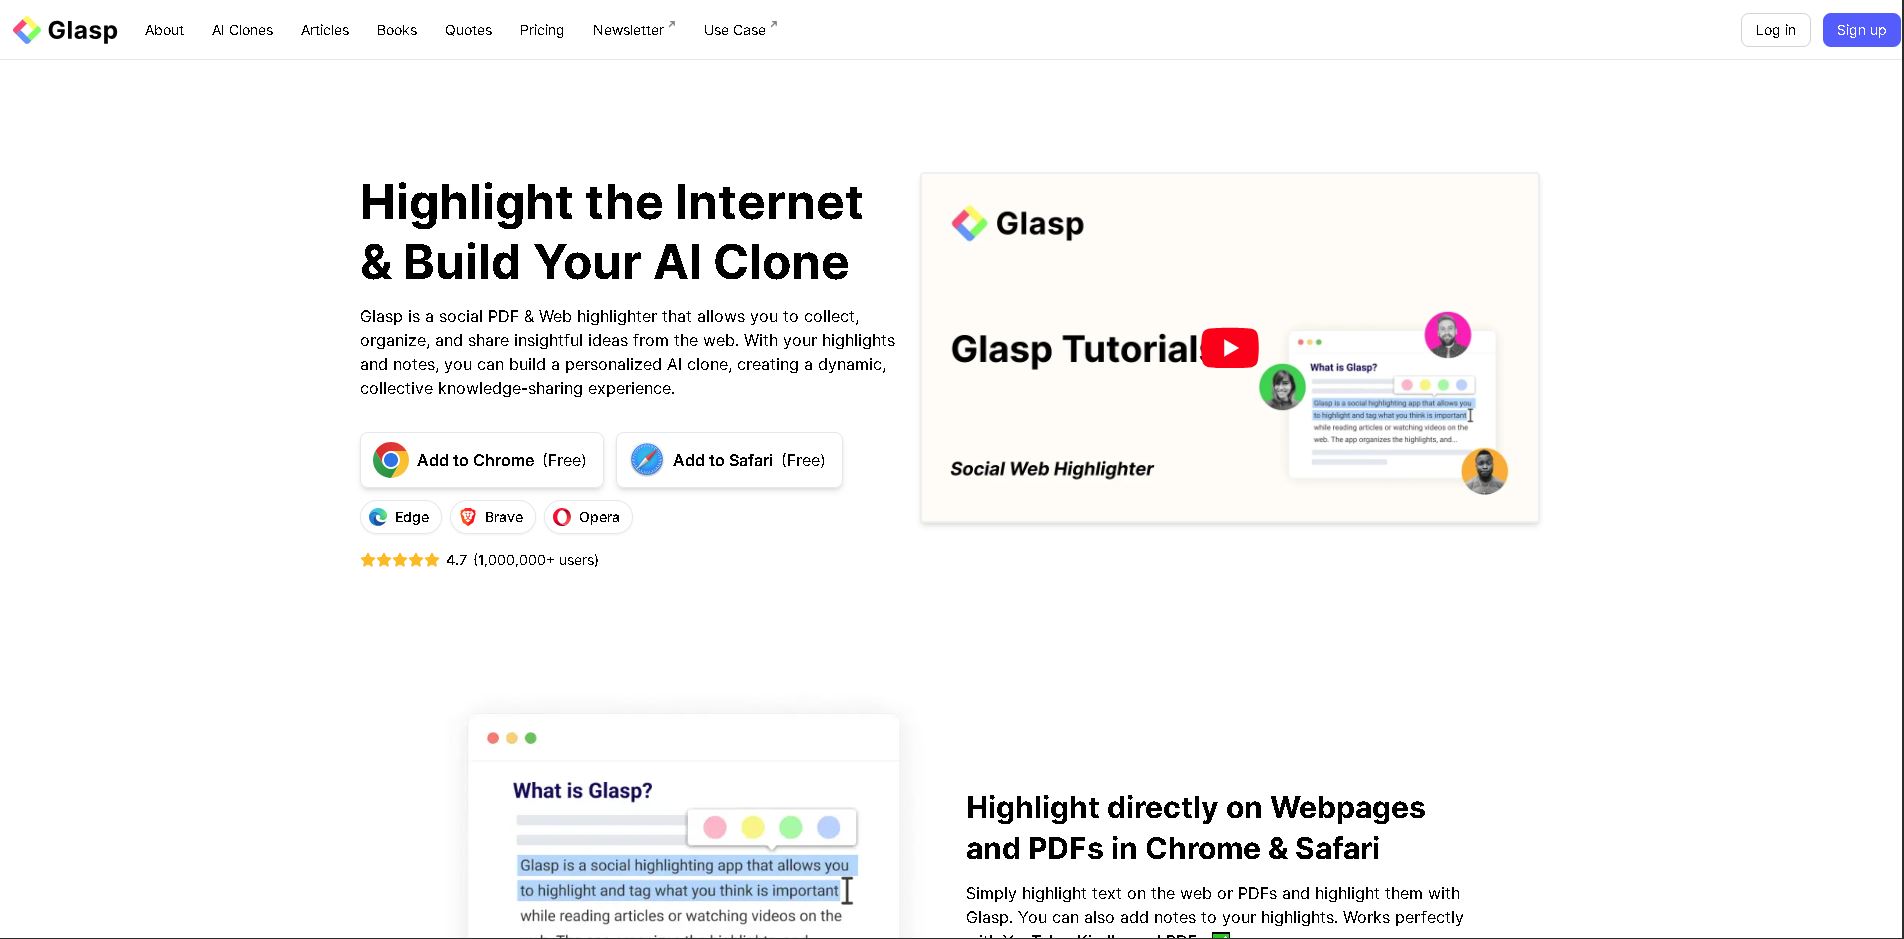 Glasp
About
AI Clones
Articles
Books
Quotes
Pricing
Newsletter
Use Case
Log in
Sign up
Highlight the Internet
& Build Your AI Clone
Glasp is a social PDF & Web highlighter that allows you to collect,
organize, and share insightful ideas from the web. With your highlights
and notes, you can build a personalized AI clone, creating a dynamic,
collective knowledge-sharing experience.
Add to Chrome (Free)
Add to Safari (Free)
Edge
Brave
Opera
4.7 (1,000,000+ users)
Glasp
Glasp Tutorials
Social Web Highlighter
What is Glasp?
Glasp is a social highlighting app that allows you
to highlight and tag what you think is important
while reading articles or watching videos on the
web. The app organizes the highlights, and...
What is Glasp?
Glasp is a social highlighting app that allows you
to highlight and tag what you think is important
while reading articles or watching videos on the
Highlight directly on Webpages
and PDFs in Chrome & Safari
Simply highlight text on the web or PDFs and highlight them with
Glasp. You can also add notes to your highlights. Works perfectly